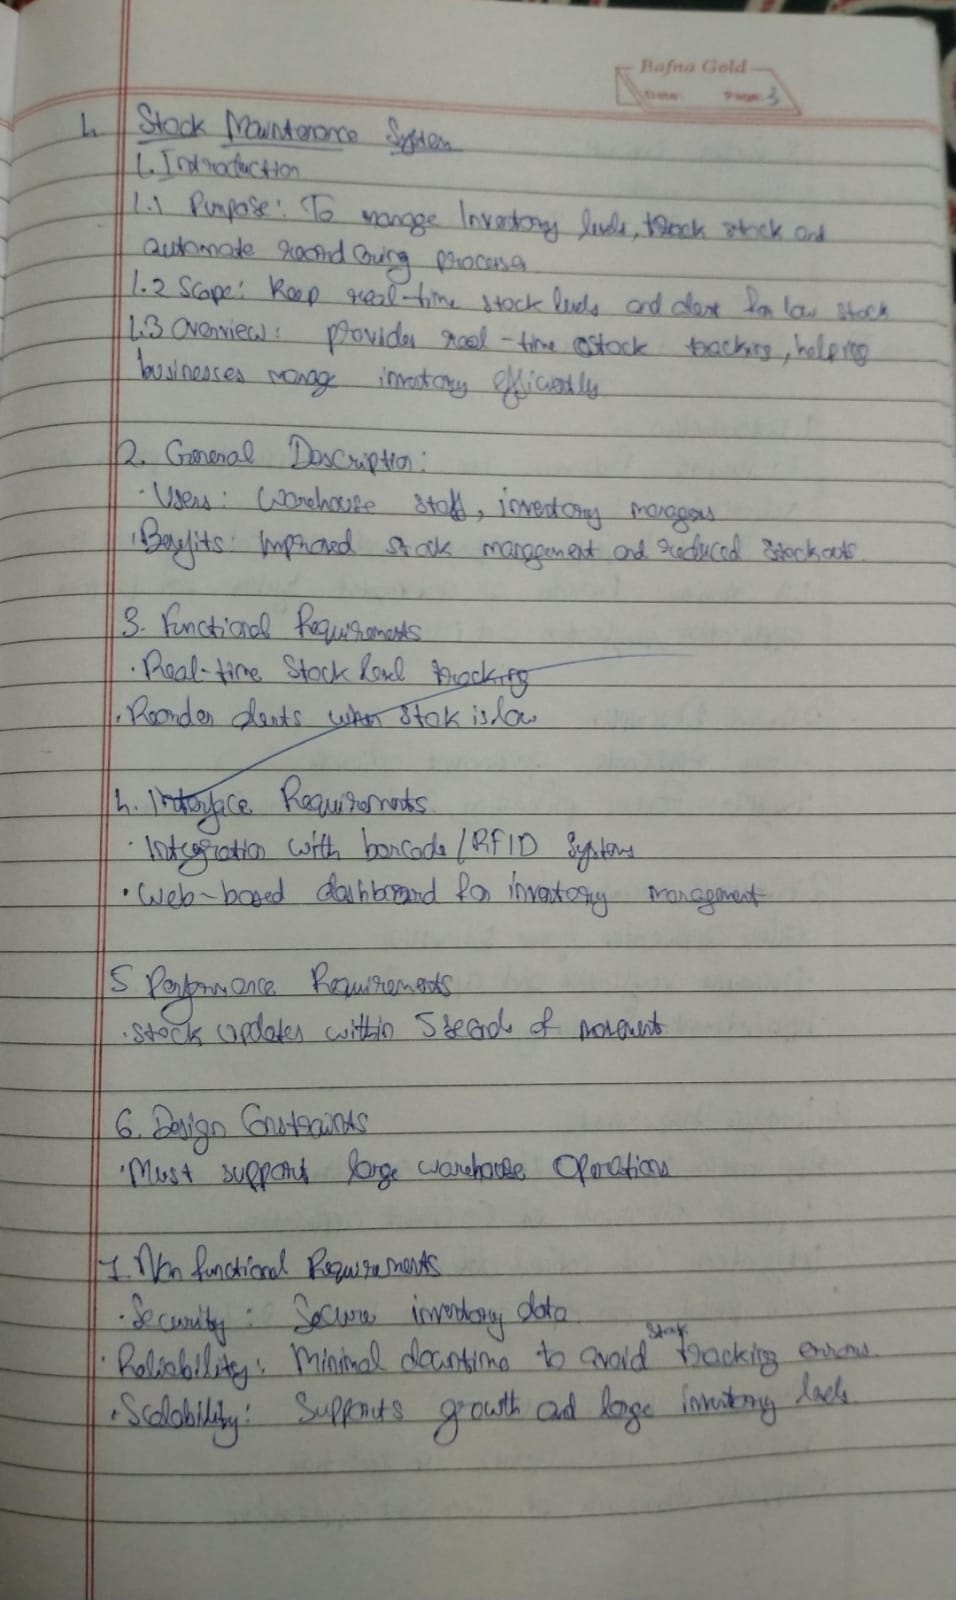 Bafna Gold
Date: Page: 3
4. Stock Maintenance System
1. Introduction
1.1 Purpose: To manage Inventory levels, track stock and
automate processes
1.2 Scope: Keep real-time stock levels and alert for low stock
1.3 Overview: provides real-time stock tracking, helping
businesses manage inventory efficiently
2. General Description:
· Users: Warehouse staff, inventory managers
· Benefits: Improved stock management and reduced stockouts.
3. Functional Requirements
· Real-time Stock level tracking
· Reorder alerts when Stok is low
4. Interface Requirements
· Integration with barcode/RFID Systems
· Web-based dashboard for inventory management
5 Performance Requirements
· Stock updates within 5 of movement
6. Design Constraints
· Must support large warehouse Operations
7. Non functional Requirements
· Security: Secure inventory data.
· Reliability: Minimal downtime to avoid stock tracking errors.
· Scalability: Supports growth and large inventory